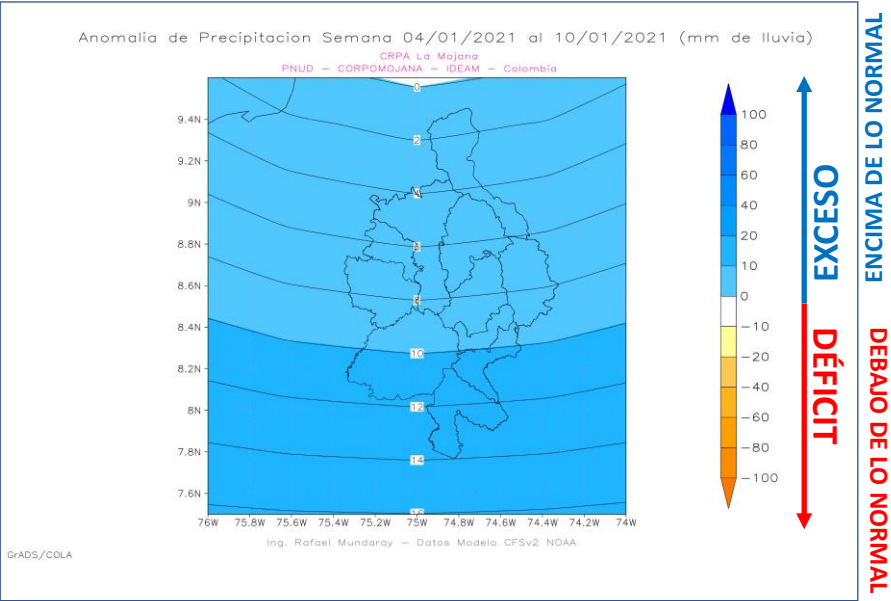 Anomalia de Precipitacion Semana 04/01/2021 al 10/01/2021 (mm de lluvia)
CRPA La Mojana
PNUD – CORPOMOJANA – IDEAM – Colombia
9.4N
9.2N
9N
8.8N
8.6N
8.4N
8.2N
8N
7.8N
7.6N
0
2
4
10
12
14
16
76W 75.8W 75.6W 75.4W 75.2W 75W 74.8W 74.6W 74.4W 74.2W 74W
Ing. Rafael Mundaray – Datos Modelo CFSv2 NOAA
GrADS/COLA
100
80
60
40
20
10
0
−10
−20
−40
−60
−80
−100
EXCESO
DÉFICIT
ENCIMA DE LO NORMAL
DEBAJO DE LO NORMAL